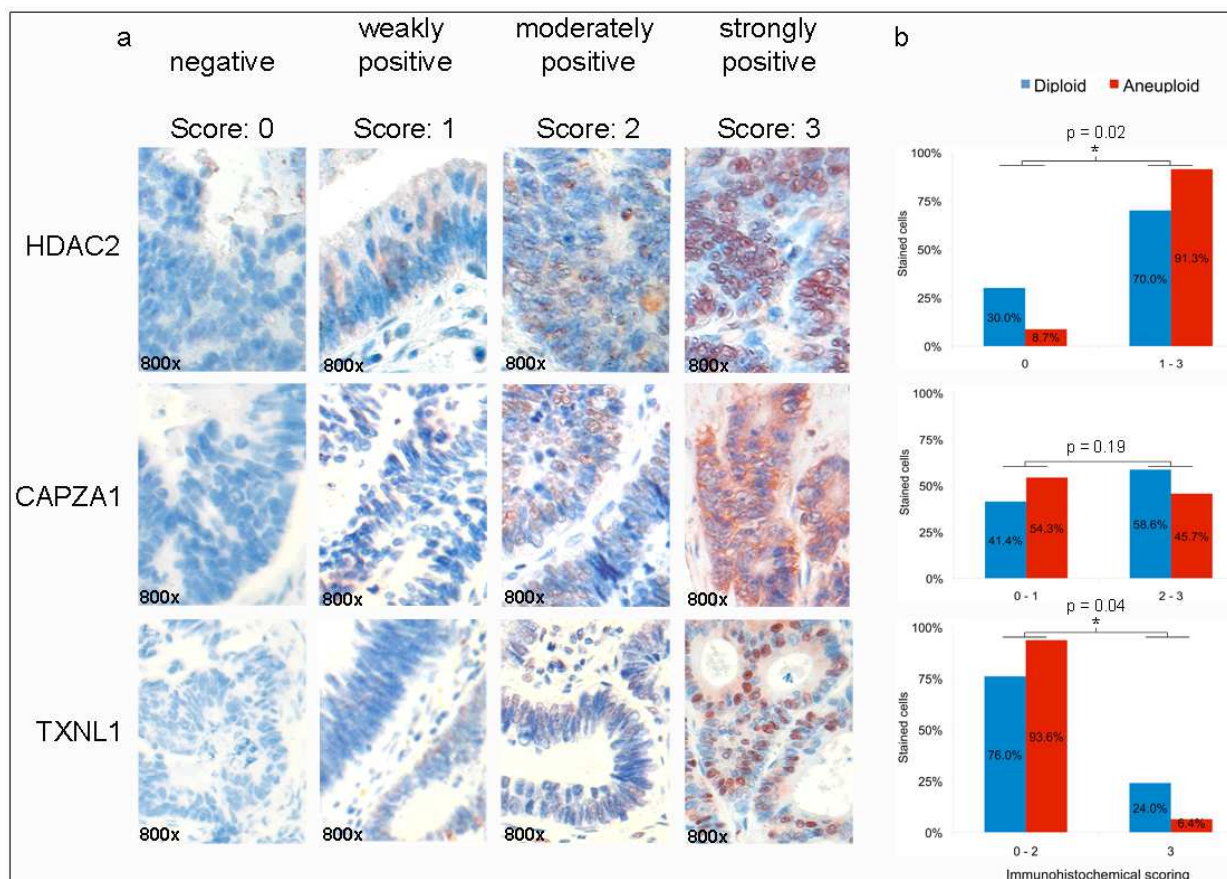 a
negative
weakly
positive
moderately
positive
strongly
positive
b
Diploid
Aneuploid
Score: 0
Score: 1
Score: 2
Score: 3
HDAC2
800x
800x
800x
800x
p = 0.02
*
100%
75%
50%
25%
0%
Stained cells
30.0%
8.7%
70.0%
91.3%
0
1 - 3
CAPZA1
800x
800x
800x
800x
100%
75%
50%
25%
0%
Stained cells
p = 0.19
41.4%
54.3%
58.6%
45.7%
0 - 1
2 - 3
TXNL1
800x
800x
800x
800x
p = 0.04
*
100%
75%
50%
25%
0%
Stained cells
76.0%
93.6%
24.0%
6.4%
0 - 2
3
Immunohistochemical scoring